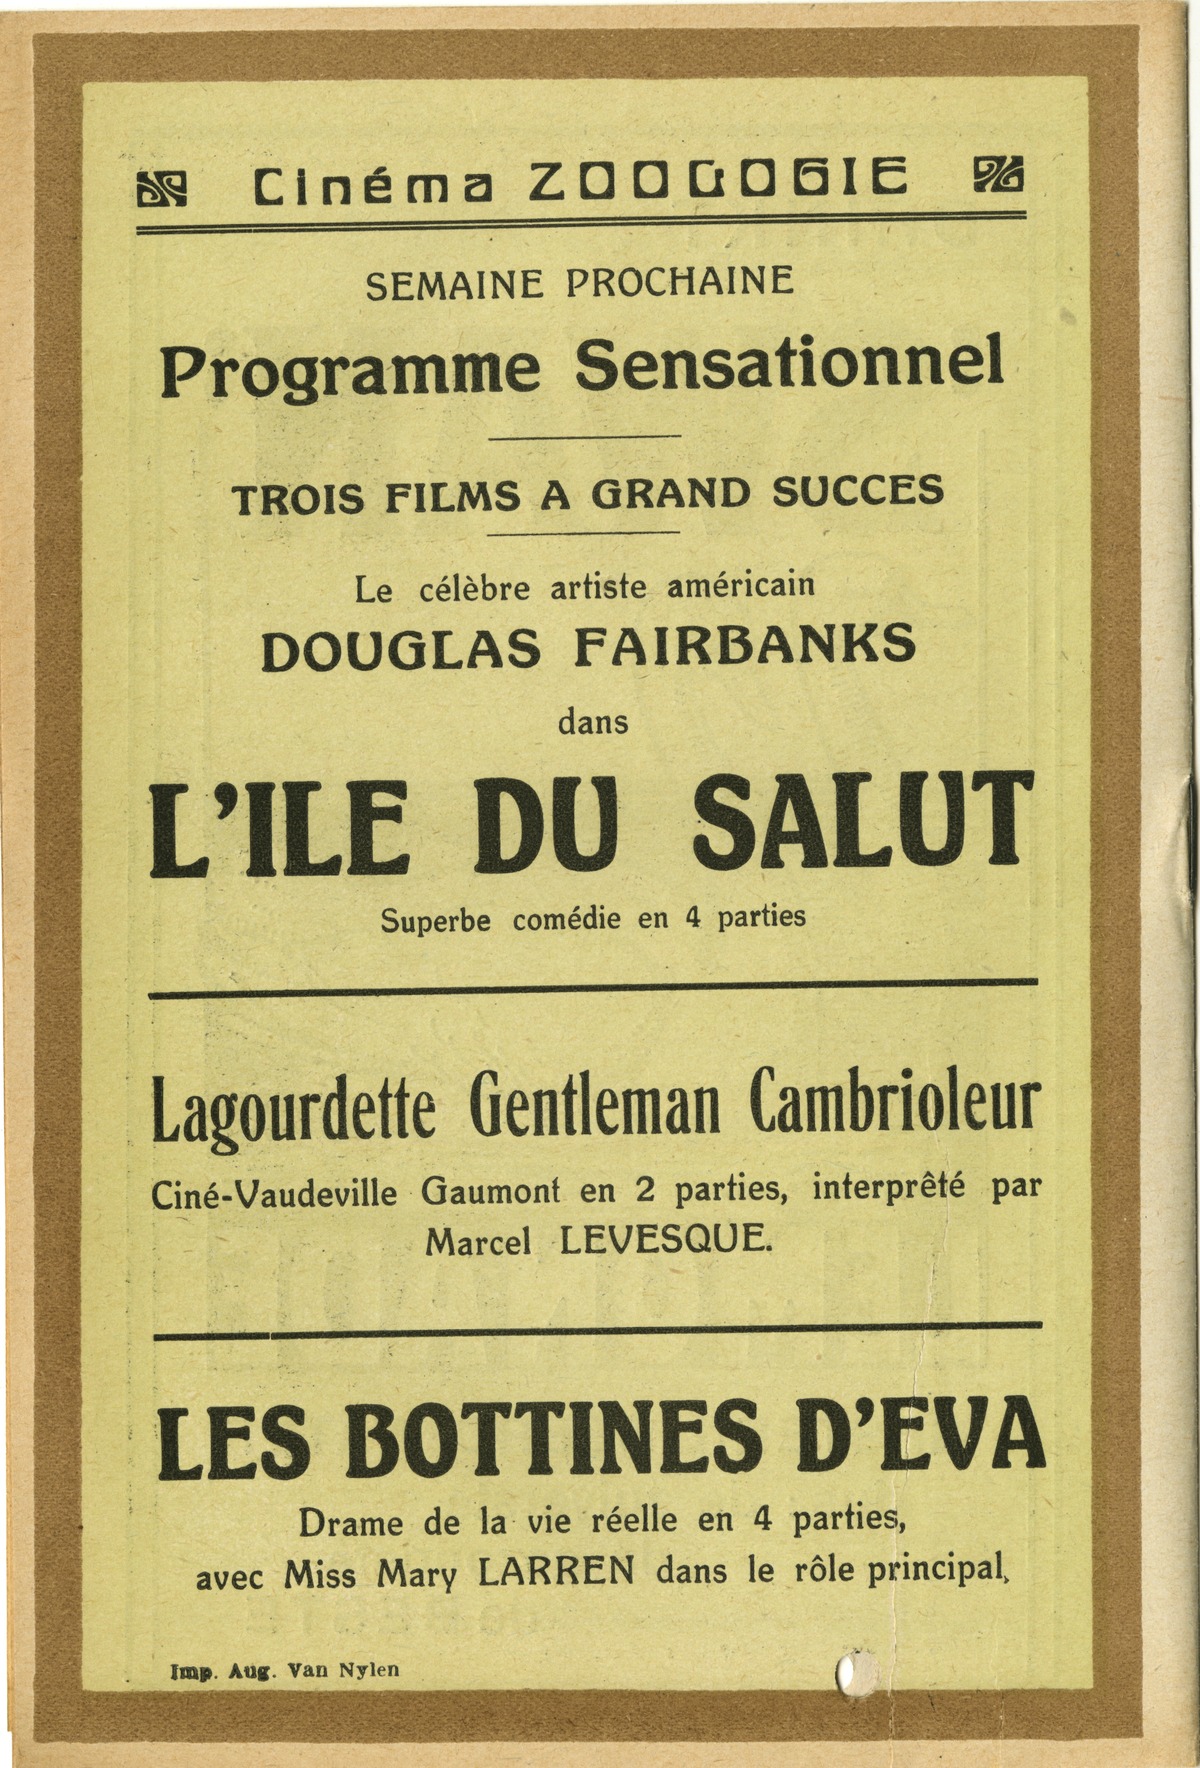 Cinéma ZOOLOGIE
SEMAINE PROCHAINE
Programme Sensationnel
TROIS FILMS A GRAND SUCCES
Le célèbre artiste américain
DOUGLAS FAIRBANKS
dans
L'ILE DU SALUT
Superbe comédie en 4 parties
Lagourdette Gentleman Cambrioleur
Ciné-Vaudeville Gaumont en 2 parties, interprêté par
Marcel LEVESQUE.
LES BOTTINES D'EVA
Drame de la vie réelle en 4 parties,
avec Miss Mary LARREN dans le rôle principal,
Imp. Aug. Van Nylen